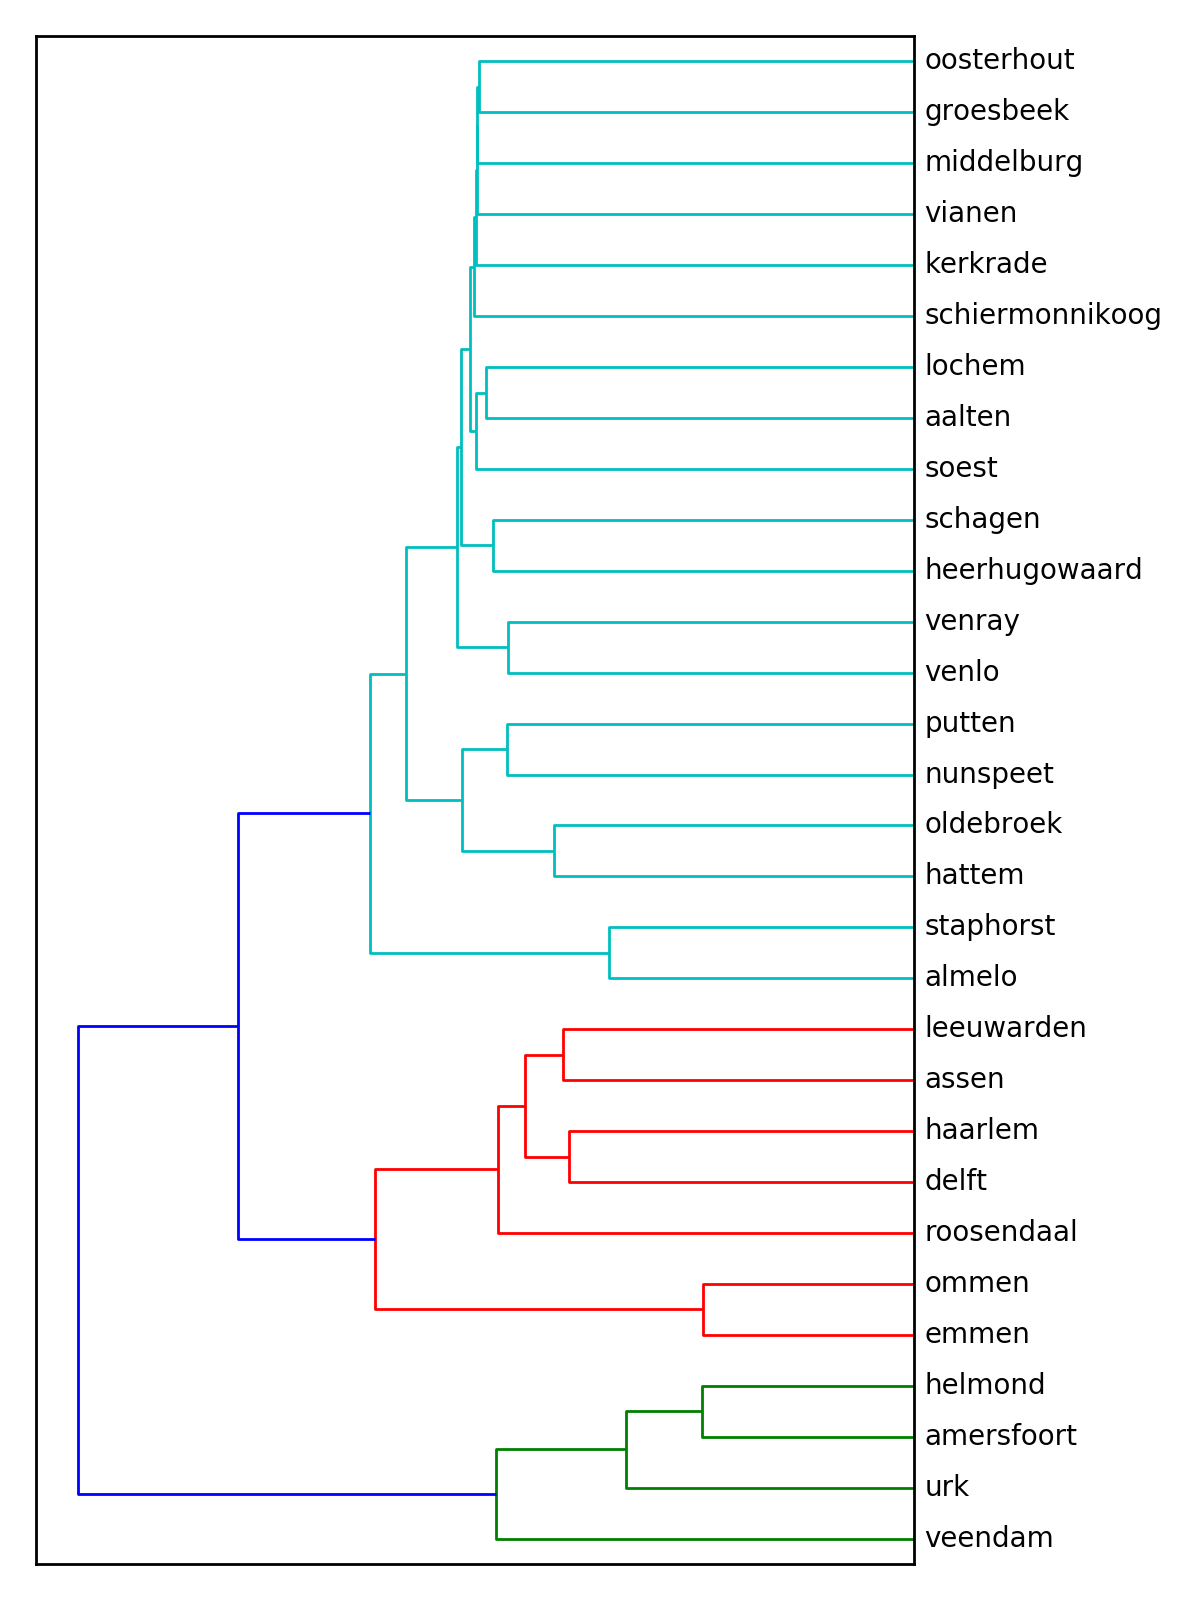 oosterhout
groesbeek
middelburg
vianen
kerkrade
schiermonnikoog
lochem
aalten
soest
schagen
heerhugowaard
venray
venlo
putten
nunspeet
oldebroek
hattem
staphorst
almelo
leeuwarden
assen
haarlem
delft
roosendaal
ommen
emmen
helmond
amersfoort
urk
veendam